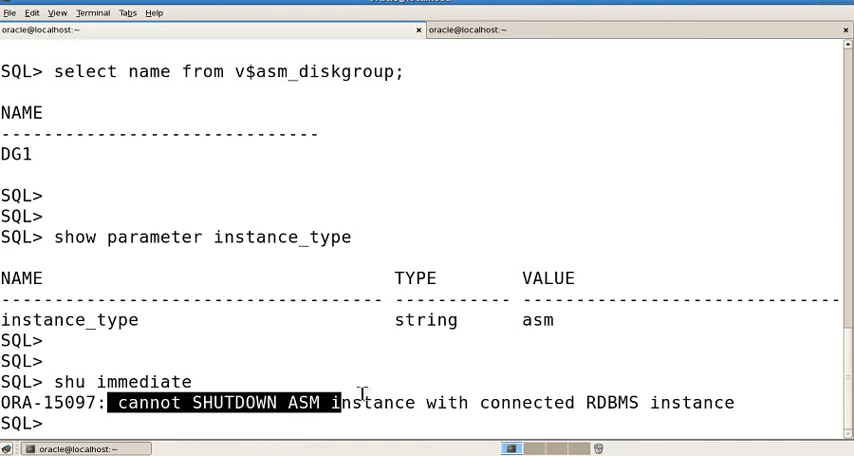 File Edit View Terminal Tabs Help
oracle@localhost:~ × oracle@localhost:~ ×
SQL> select name from v$asm_diskgroup;
NAME
------------------------------
DG1
SQL>
SQL>
SQL> show parameter instance_type
NAME TYPE VALUE
------------------------------------ ----------- ------------------------------
instance_type string asm
SQL>
SQL>
SQL> shu immediate
ORA-15097: cannot SHUTDOWN ASM instance with connected RDBMS instance
SQL>
oracle@localhost:~